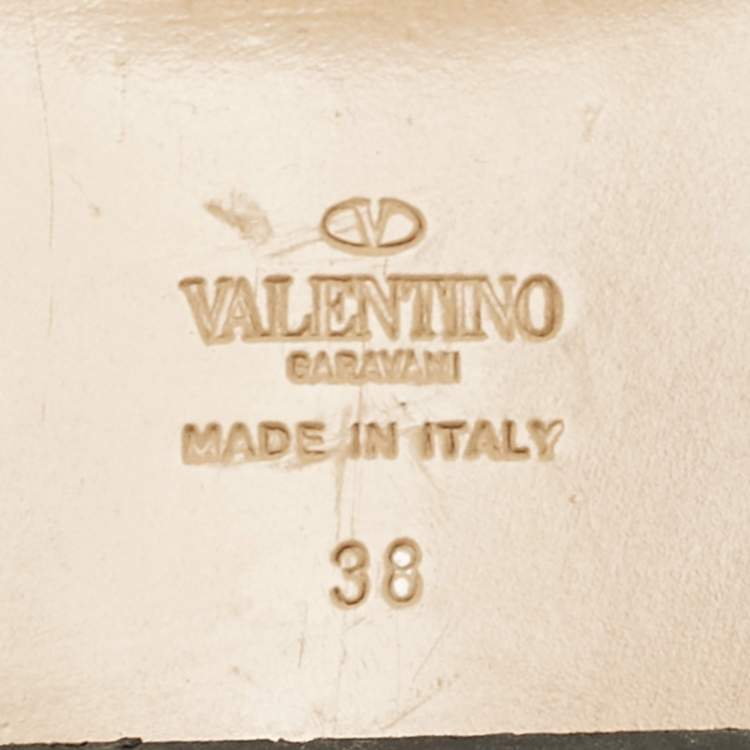 V
VALENTINO
GARAVANI
MADE IN ITALY
38